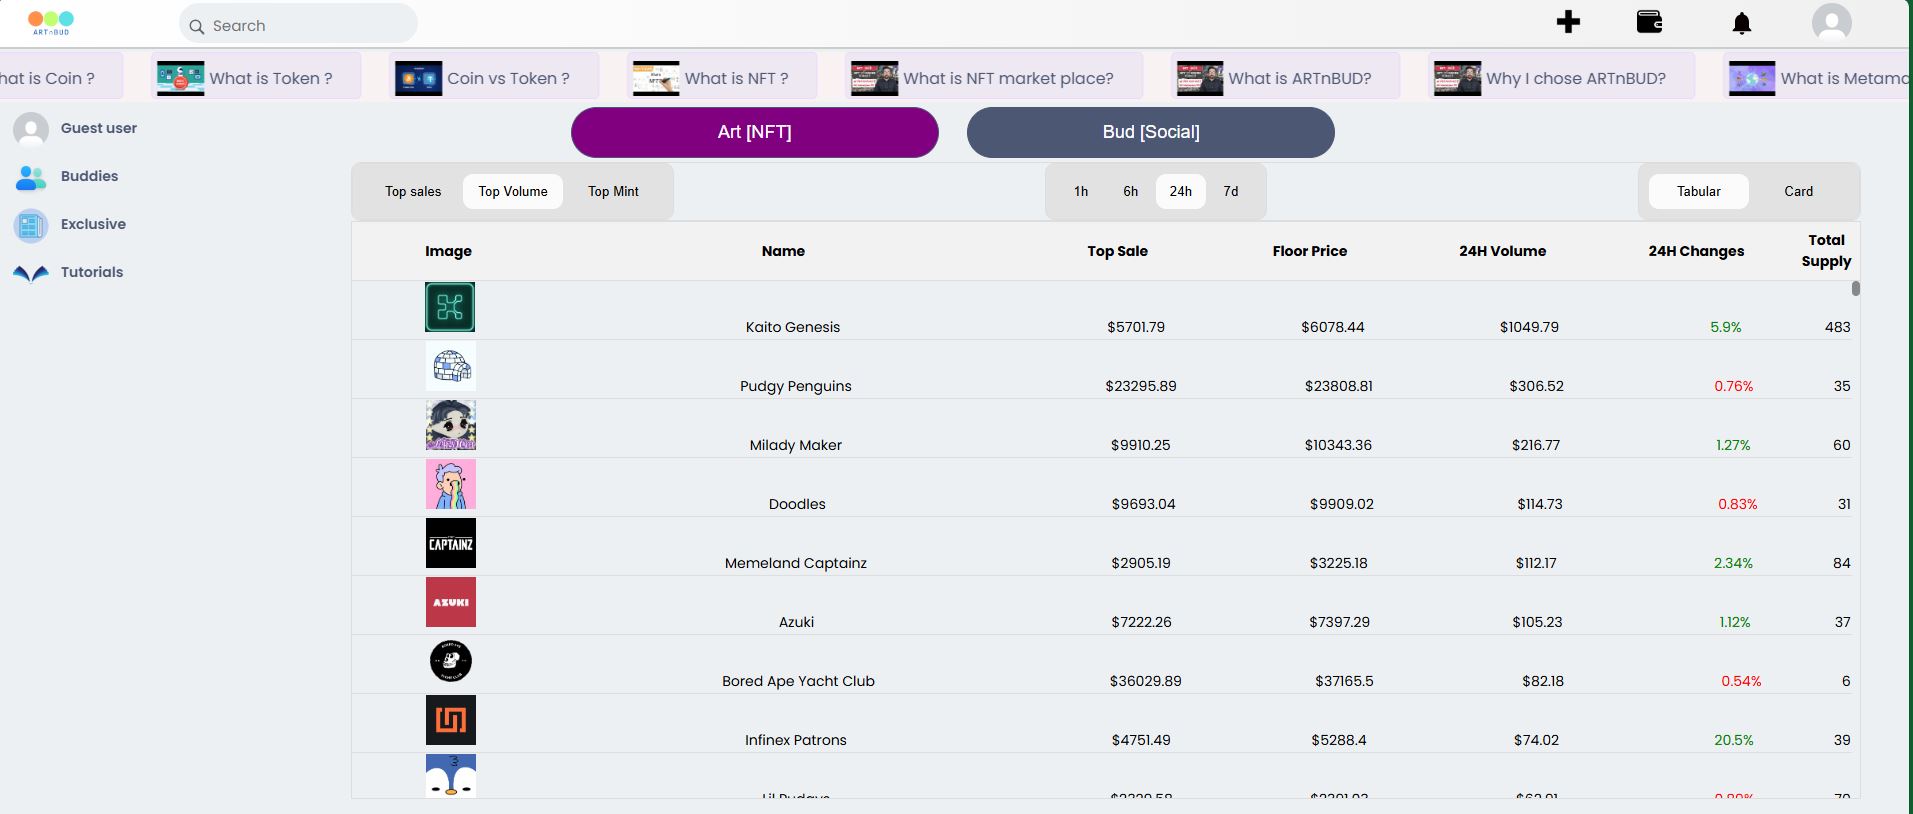 ARTnBUD
Search
hat is Coin ?
What is Token ?
Coin vs Token ?
What is NFT ?
What is NFT market place?
What is ARTnBUD?
Why I chose ARTnBUD?
What is Metama
Guest user
Buddies
Exclusive
Tutorials
Art [NFT]
Bud [Social]
Top sales Top Volume Top Mint
1h 6h 24h 7d
Tabular Card
Image Name Top Sale Floor Price 24H Volume 24H Changes Total
Supply
Kaito Genesis $5701.79 $6078.44 $1049.79 5.9% 483
Pudgy Penguins $23295.89 $23808.81 $306.52 0.76% 35
Milady Maker $9910.25 $10343.36 $216.77 1.27% 60
Doodles $9693.04 $9909.02 $114.73 0.83% 31
CAPTAINZ
Memeland Captainz $2905.19 $3225.18 $112.17 2.34% 84
AZUKI
Azuki $7222.26 $7397.29 $105.23 1.12% 37
Bored Ape Yacht Club $36029.89 $37165.5 $82.18 0.54% 6
Infinex Patrons $4751.49 $5288.4 $74.02 20.5% 39